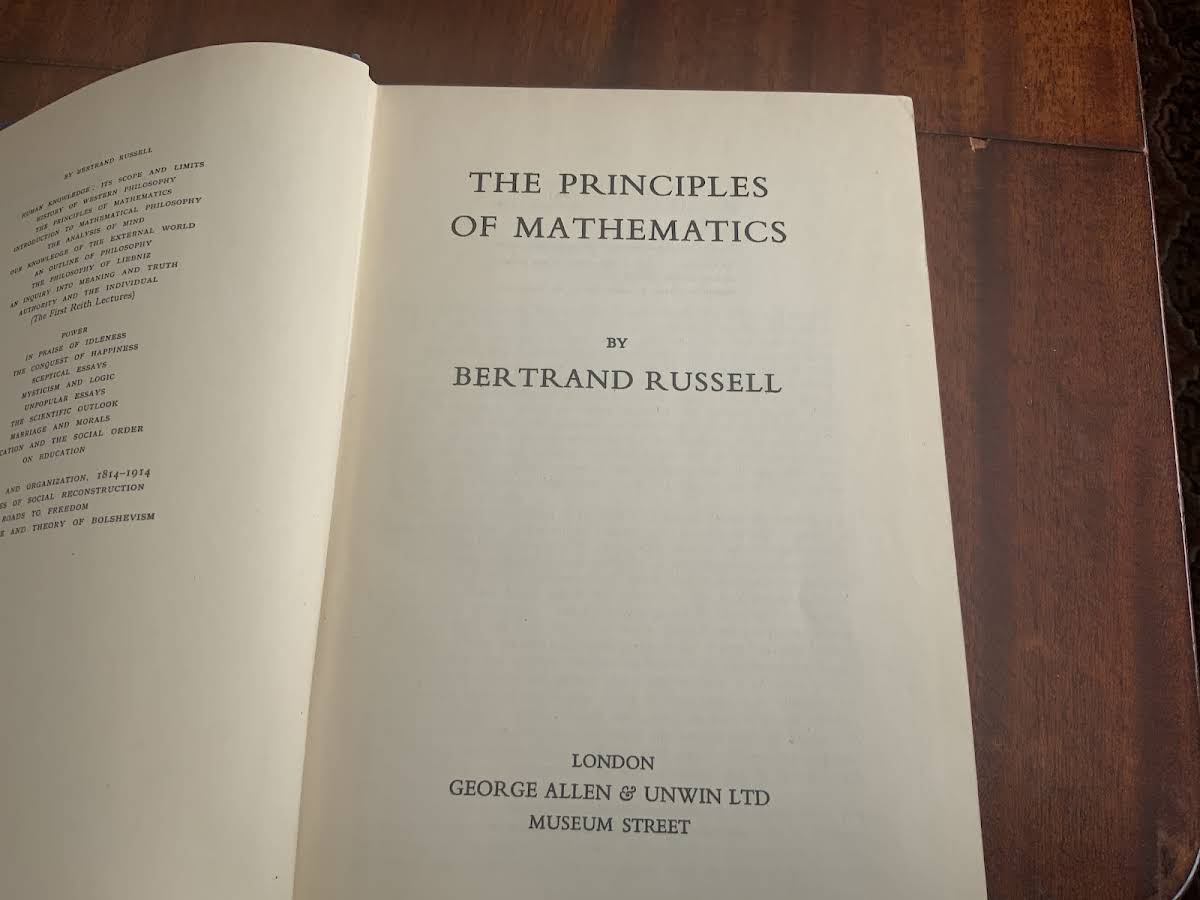 BY BERTRAND RUSSELL
HUMAN KNOWLEDGE: ITS SCOPE AND LIMITS
HISTORY OF WESTERN PHILOSOPHY
THE PRINCIPLES OF MATHEMATICS
INTRODUCTION TO MATHEMATICAL PHILOSOPHY
THE ANALYSIS OF MIND
OUR KNOWLEDGE OF THE EXTERNAL WORLD
AN OUTLINE OF PHILOSOPHY
THE PHILOSOPHY OF LIEBNIZ
AN INQUIRY INTO MEANING AND TRUTH
AUTHORITY AND THE INDIVIDUAL
(The First Reith Lectures)
POWER
IN PRAISE OF IDLENESS
THE CONQUEST OF HAPPINESS
SCEPTICAL ESSAYS
MYSTICISM AND LOGIC
UNPOPULAR ESSAYS
THE SCIENTIFIC OUTLOOK
MARRIAGE AND MORALS
CATION AND THE SOCIAL ORDER
ON EDUCATION
AND ORGANIZATION, 1814–1914
ES OF SOCIAL RECONSTRUCTION
ROADS TO FREEDOM
E AND THEORY OF BOLSHEVISM
THE PRINCIPLES
OF MATHEMATICS
BY
BERTRAND RUSSELL
LONDON
GEORGE ALLEN & UNWIN LTD
MUSEUM STREET